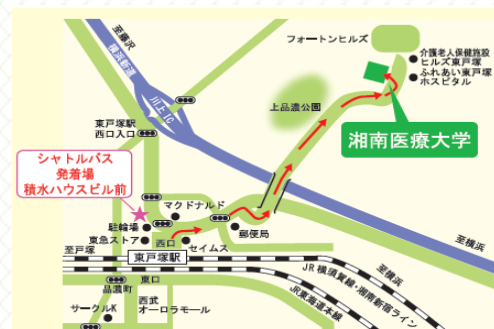 至藤沢
横浜新道
川上IC
東戸塚駅
西口入口
フォートンヒルズ
介護老人保健施設
ヒルズ東戸塚
ふれあい東戸塚
ホスピタル
上品濃公園
湘南医療大学
シャトルバス
発着場
積水ハウスビル前
マクドナルド
駐輪場
東急ストア
西口
セイムス
郵便局
至横浜
至戸塚
東戸塚駅
東口
品濃町
サークルK
西武
オーロラモール
JR横須賀線・湘南新宿ライン
JR東海道本線
至横浜